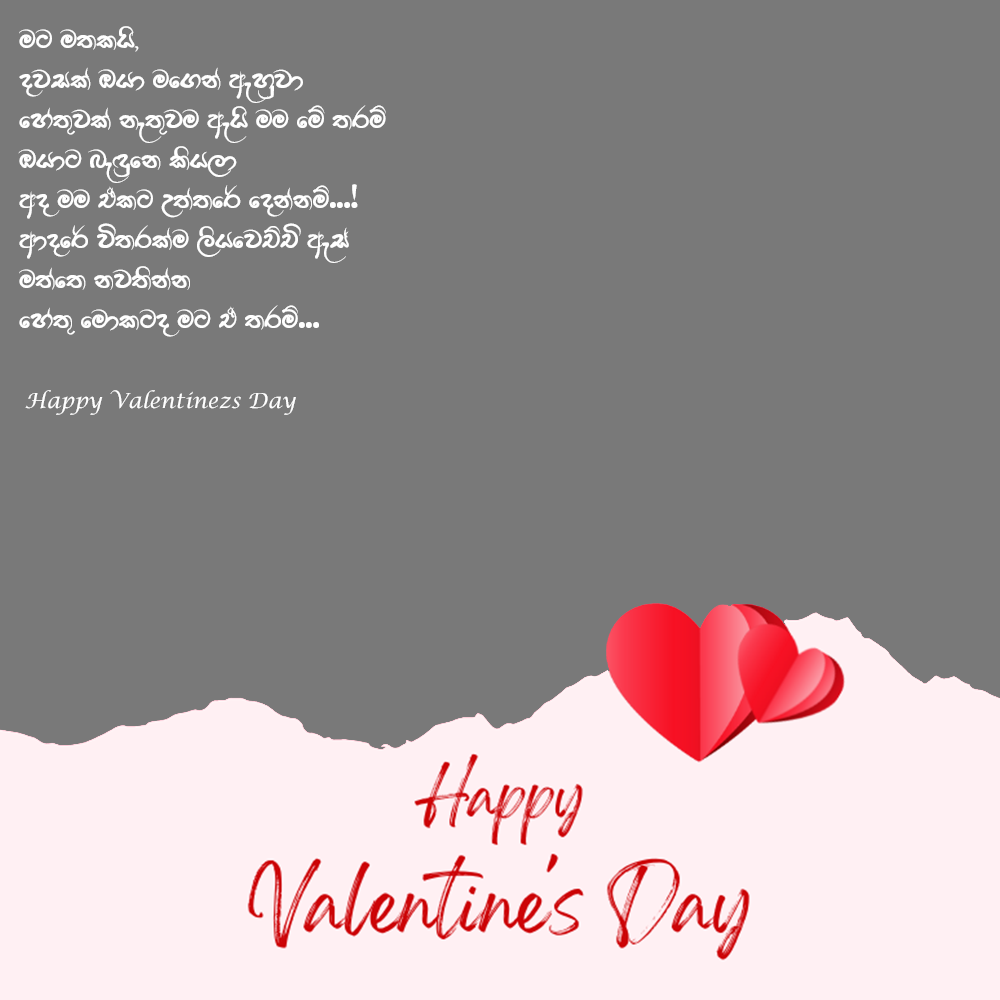 මට මතකයි,
දවසක් ඔයා මගෙන් ඇහුවා
හේතුවක් නැතුවම ඇයි මම මේ තරම්
ඔයාට බැඳුනෙ කියලා
අද මම ඒකට උත්තරේ දෙන්නම්...!
ආදරේ විතරක්ම ලියවෙච්චි ඇස්
මත්තෙ නවතින්න
හේතු මොකටද මට ඒ තරම්...
Happy Valentinezs Day
Happy
Valentine's Day